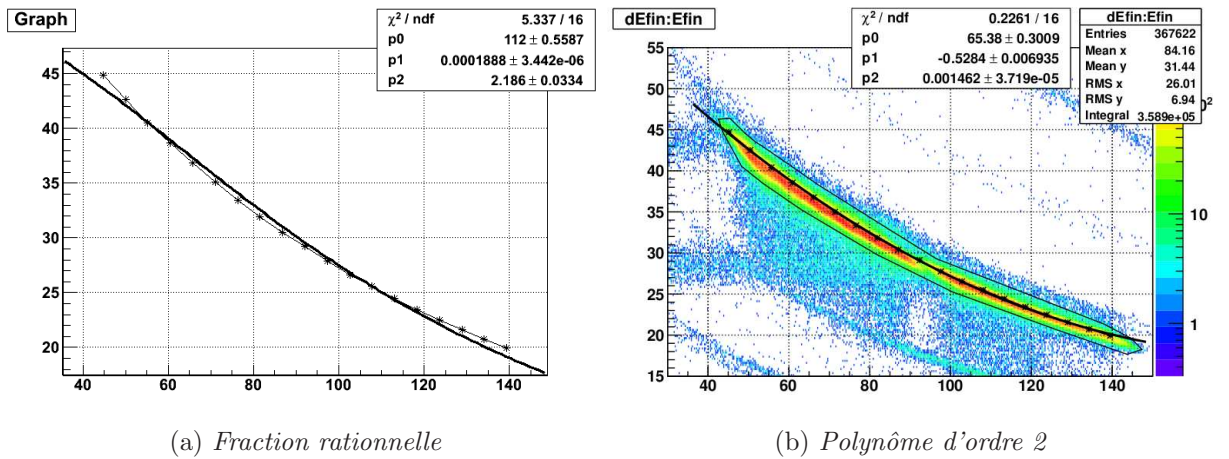 Graph
χ² / ndf 5.337 / 16
p0 112 ± 0.5587
p1 0.0001888 ± 3.442e-06
p2 2.186 ± 0.0334
45
40
35
30
25
20
40 60 80 100 120 140
(a) Fraction rationnelle
dEfin:Efin
χ² / ndf 0.2261 / 16
p0 65.38 ± 0.3009
p1 -0.5284 ± 0.006935
p2 0.001462 ± 3.719e-05
dEfin:Efin
Entries 367622
Mean x 84.16
Mean y 31.44
RMS x 26.01
RMS y 6.94
Integral 3.589e+05
55
50
45
40
35
30
25
20
15
40 60 80 100 120 140
10
1
(b) Polynôme d'ordre 2